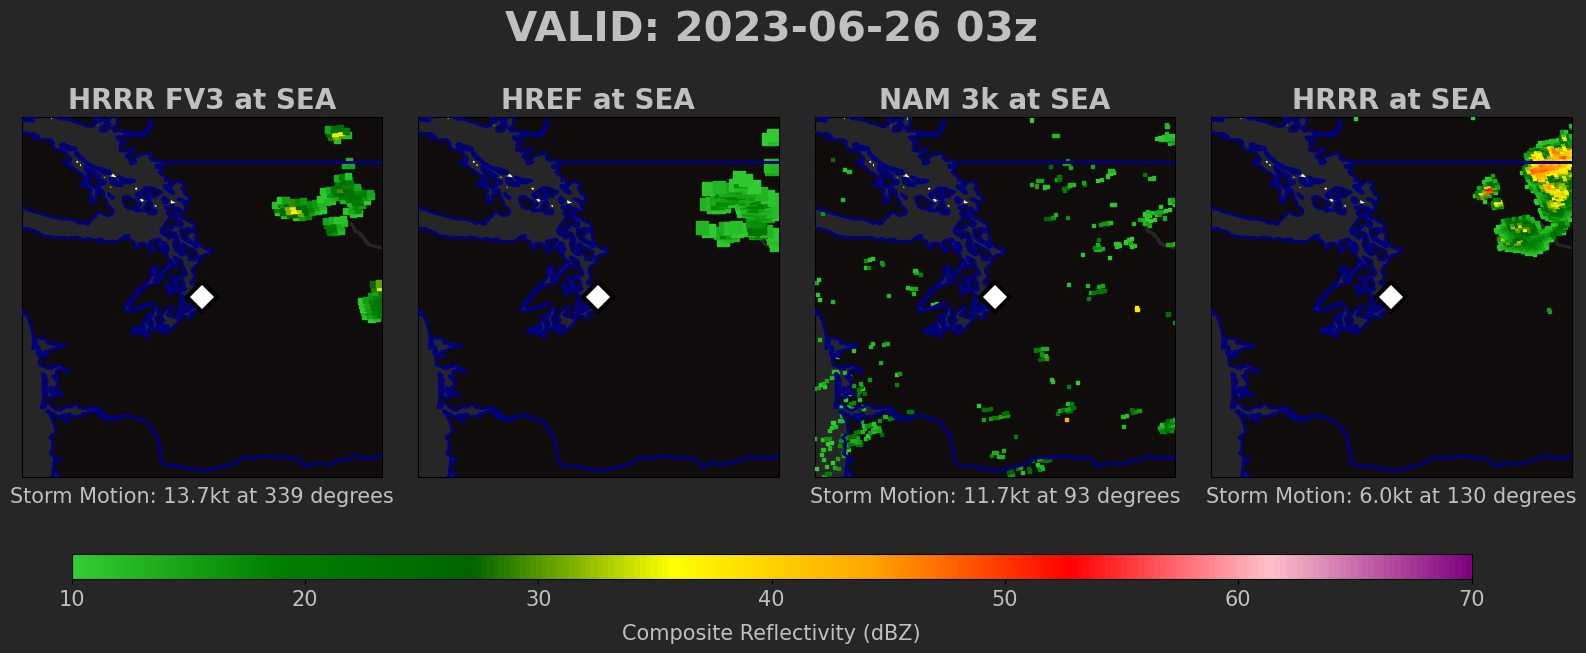 VALID: 2023-06-26 03z
HRRR FV3 at SEA
HREF at SEA
NAM 3k at SEA
HRRR at SEA
Storm Motion: 13.7kt at 339 degrees
Storm Motion: 11.7kt at 93 degrees
Storm Motion: 6.0kt at 130 degrees
10 20 30 40 50 60 70
Composite Reflectivity (dBZ)